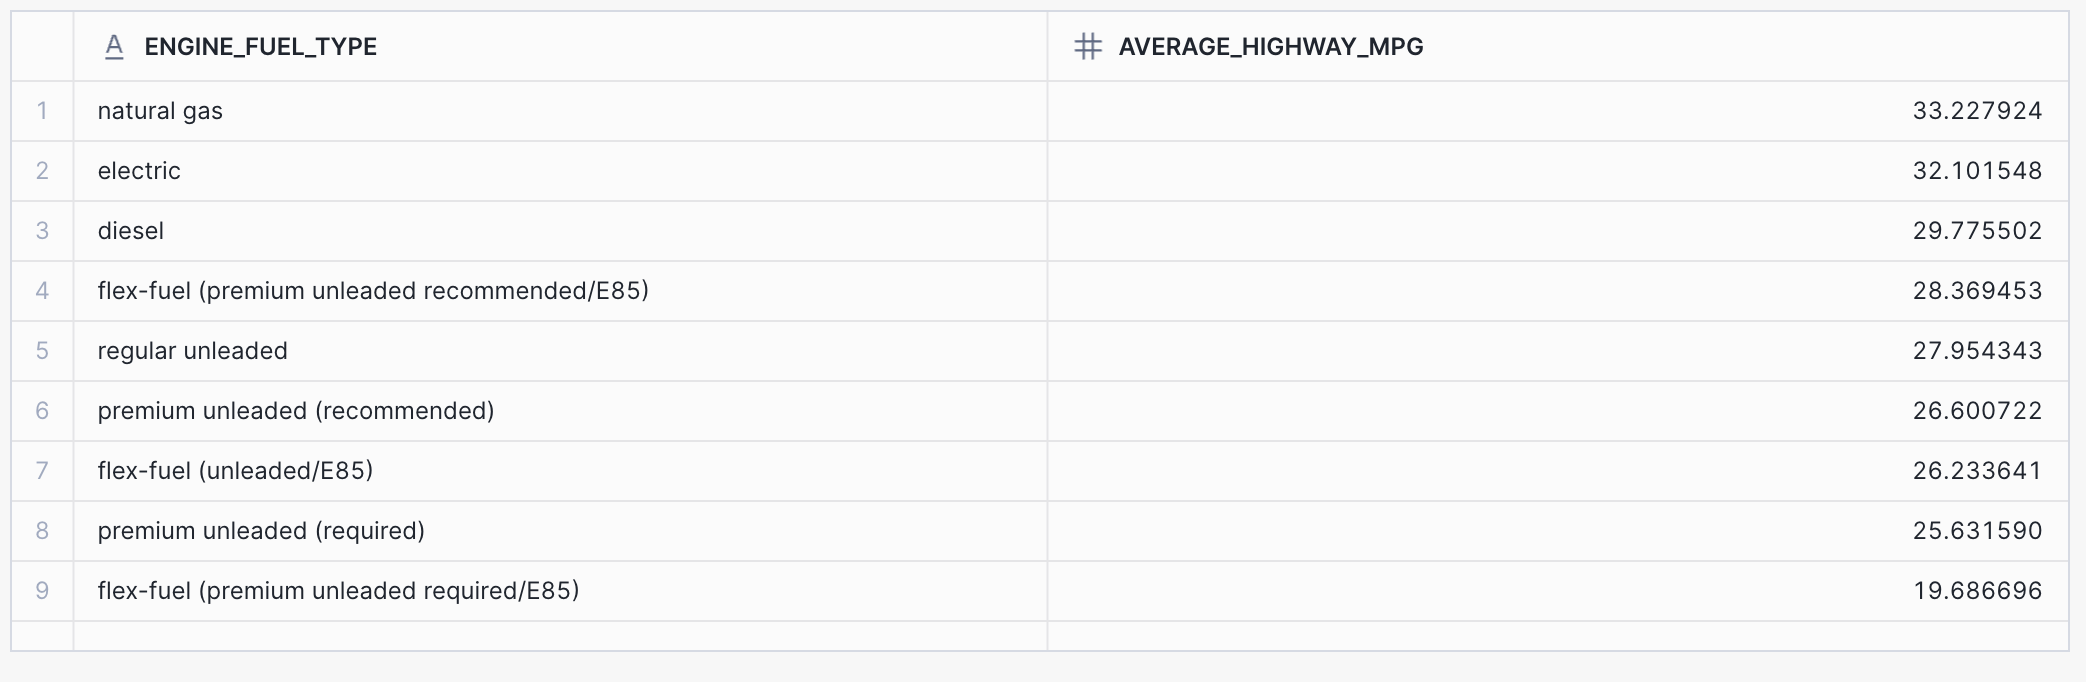 ENGINE_FUEL_TYPE AVERAGE_HIGHWAY_MPG
1 natural gas 33.227924
2 electric 32.101548
3 diesel 29.775502
4 flex-fuel (premium unleaded recommended/E85) 28.369453
5 regular unleaded 27.954343
6 premium unleaded (recommended) 26.600722
7 flex-fuel (unleaded/E85) 26.233641
8 premium unleaded (required) 25.631590
9 flex-fuel (premium unleaded required/E85) 19.686696